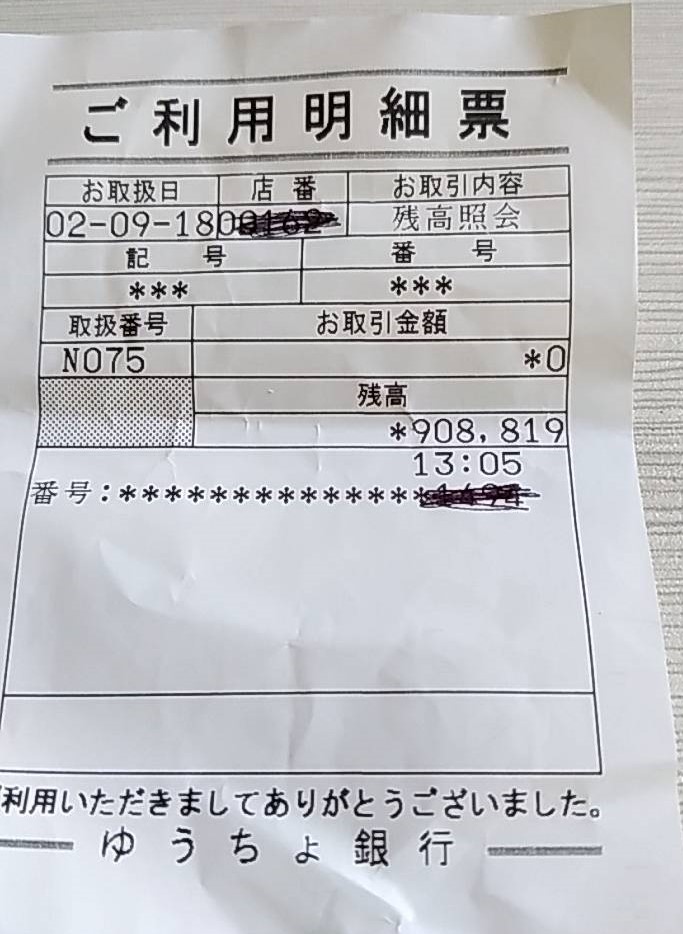 ご利用明細票
お取扱日 店番 お取引内容
02-09-18 残高照会
記号 番号
*** ***
取扱番号 お取引金額
N075 *0
残高
*908,819
13:05
番号:**************
利用いただきましてありがとうございました。
ゆうちょ銀行